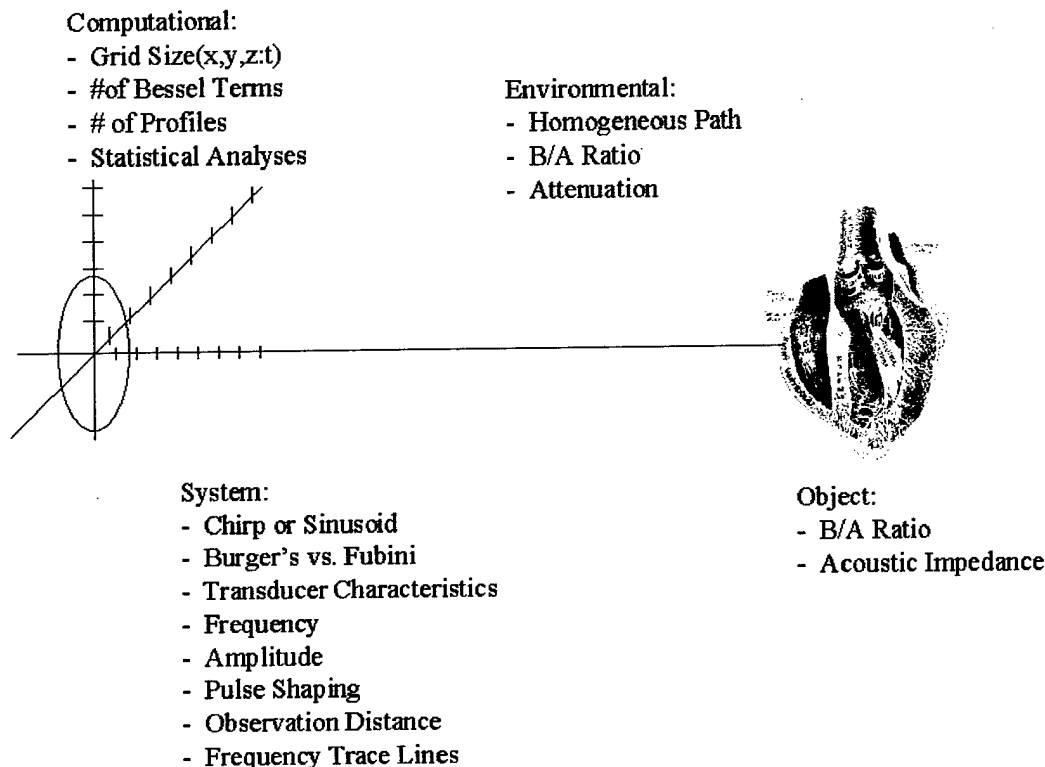 Computational:
- Grid Size(x,y,z:t)
- #of Bessel Terms
- # of Profiles
- Statistical Analyses
Environmental:
- Homogeneous Path
- B/A Ratio
- Attenuation
System:
- Chirp or Sinusoid
- Burger's vs. Fubini
- Transducer Characteristics
- Frequency
- Amplitude
- Pulse Shaping
- Observation Distance
- Frequency Trace Lines
Object:
- B/A Ratio
- Acoustic Impedance